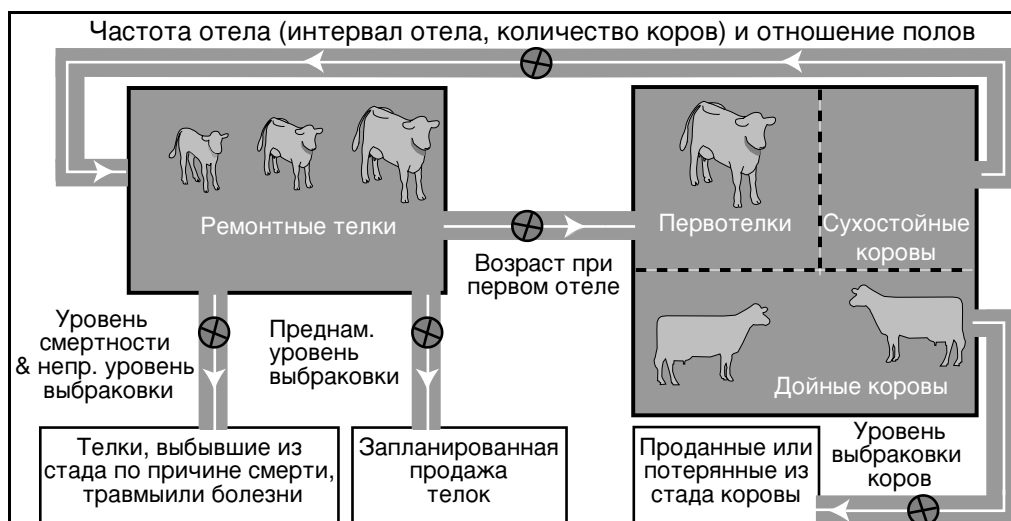 Частота отела (интервал отела, количество коров) и отношение полов
Ремонтные телки
Возраст при
первом отеле
Первотелки
Сухостойные
коровы
Дойные коровы
Уровень
смертности
& непр. уровень
выбраковки
Преднам.
уровень
выбраковки
Телки, выбывшие из
стада по причине смерти,
травмыили болезни
Запланированная
продажа
телок
Проданные или
потерянные из
стада коровы
Уровень
выбраковки
коров